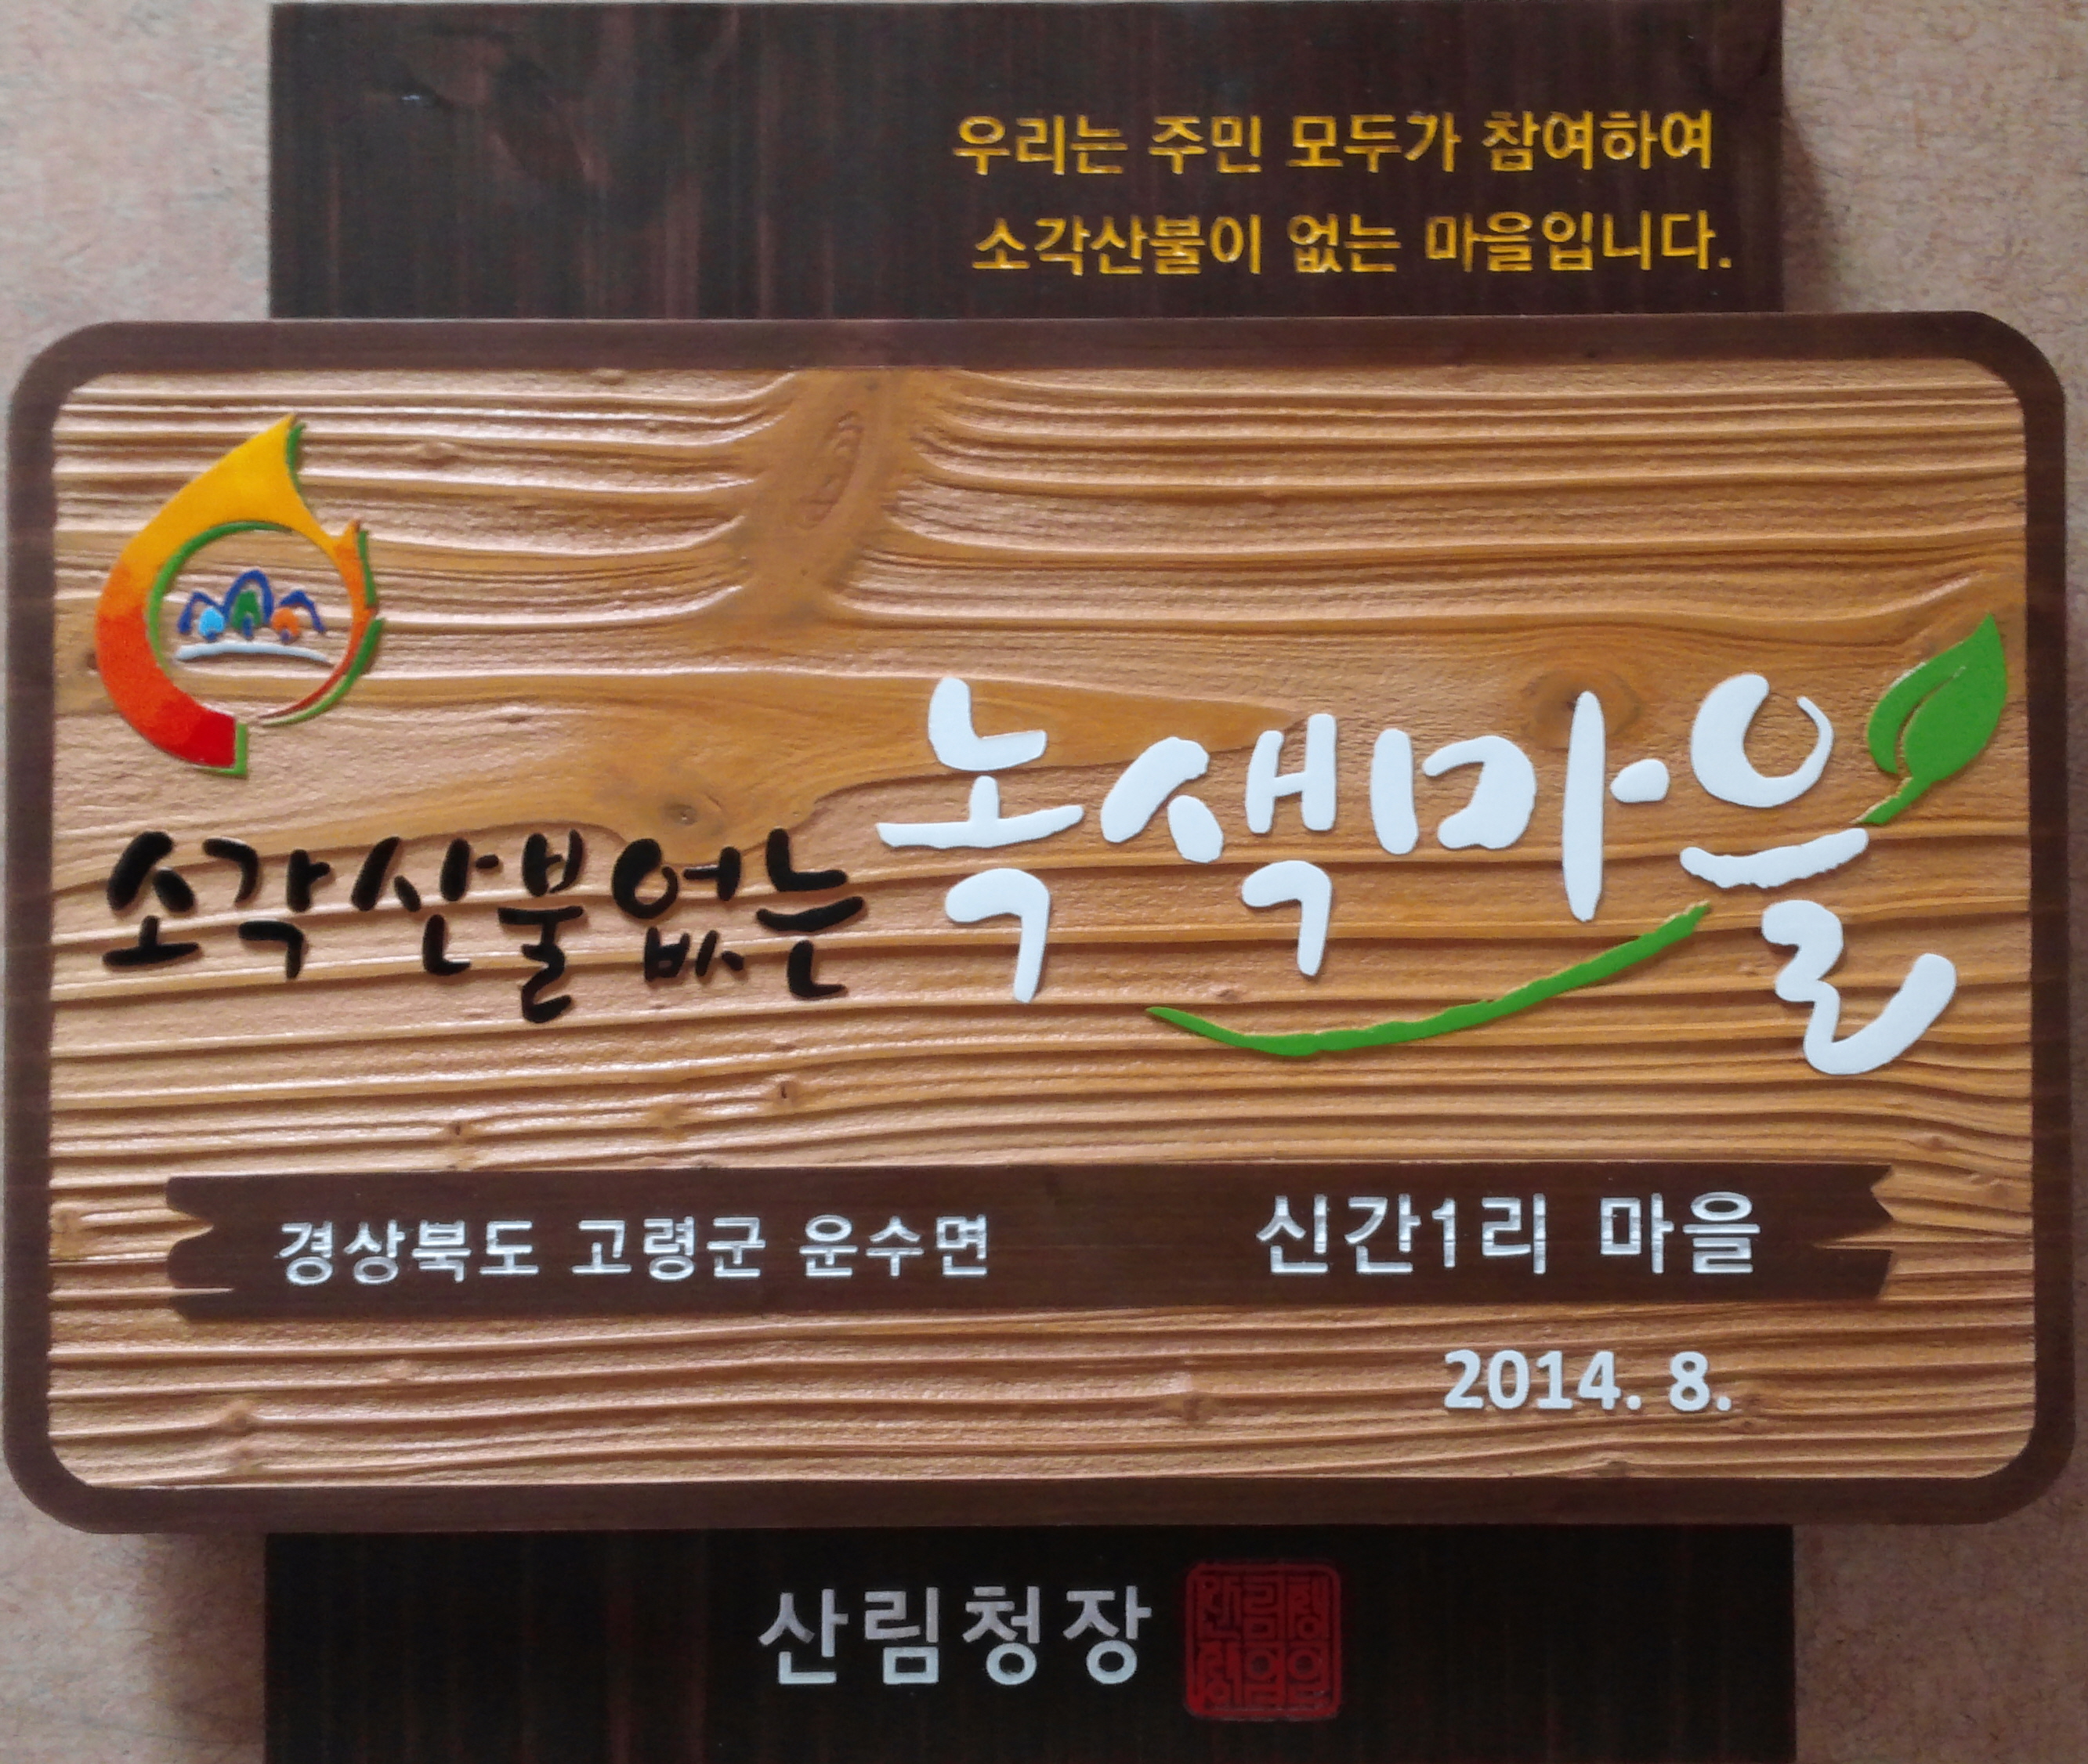 우리는 주민 모두가 참여하여
소각산불이 없는 마을입니다.
소각산불없는 녹색마을
경상북도 고령군 운수면 신간1리 마을
2014. 8.
산림청장